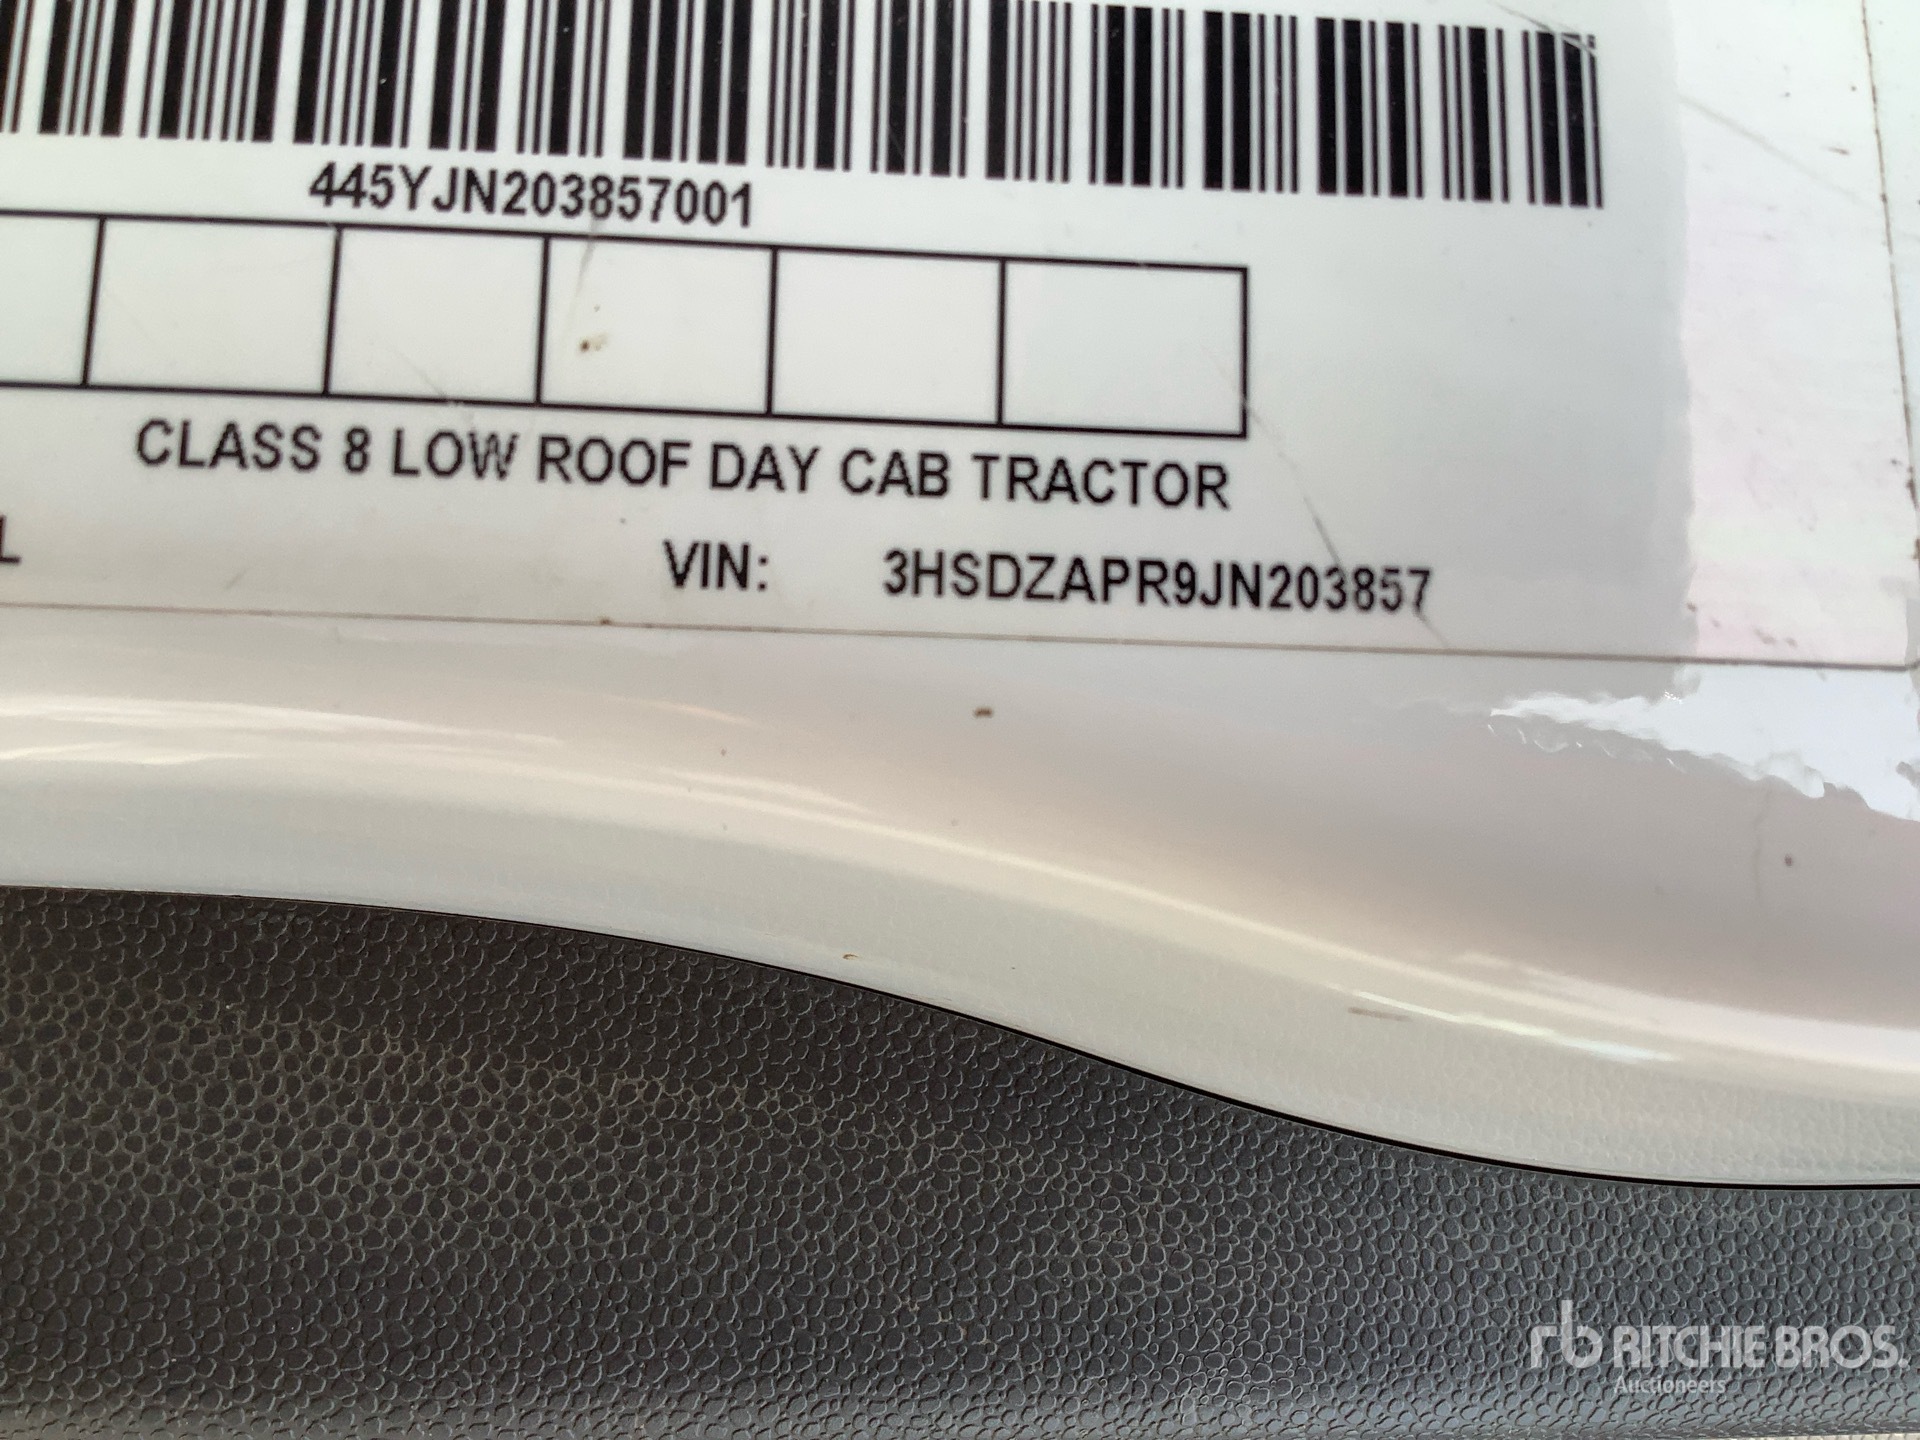 445YJN203857001
CLASS 8 LOW ROOF DAY CAB TRACTOR
L
VIN: 3HSDZAPR9JN203857
rb RITCHIE BROS.
Auctioneers